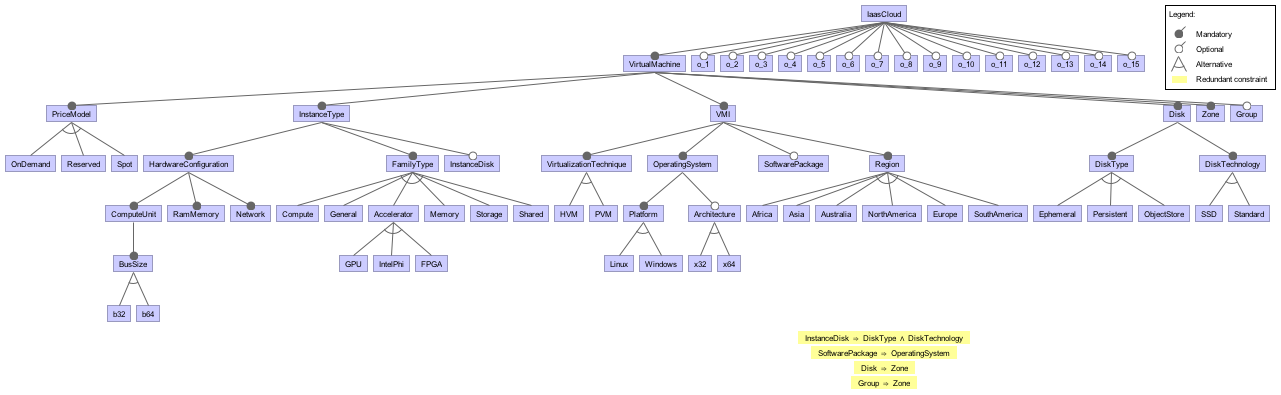 IaasCloud
Legend:
Mandatory
Optional
Alternative
Redundant constraint
VirtualMachine o_1 o_2 o_3 o_4 o_5 o_6 o_7 o_8 o_9 o_10 o_11 o_12 o_13 o_14 o_15
PriceModel InstanceType VMI Disk Zone Group
OnDemand Reserved Spot HardwareConfiguration FamilyType InstanceDisk VirtualizationTechnique OperatingSystem SoftwarePackage Region DiskType DiskTechnology
ComputeUnit RamMemory Network Compute General Accelerator Memory Storage Shared HVM PVM Platform Architecture Africa Asia Australia NorthAmerica Europe SouthAmerica Ephemeral Persistent ObjectStore SSD Standard
BusSize GPU IntelPhi FPGA Linux Windows x32 x64
b32 b64
InstanceDisk ⇒ DiskType ∧ DiskTechnology
SoftwarePackage ⇒ OperatingSystem
Disk ⇒ Zone
Group ⇒ Zone